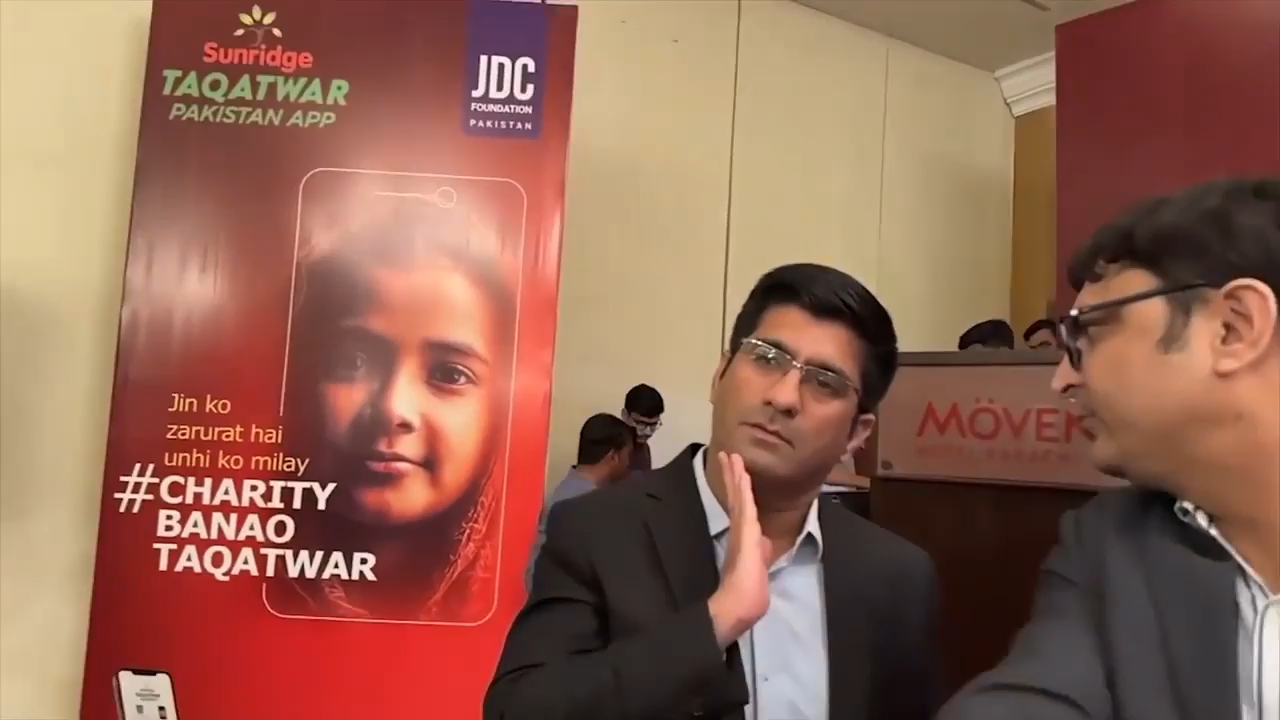 Sunridge
TAQATWAR
PAKISTAN APP
JDC
FOUNDATION
PAKISTAN
Jin ko
zarurat hai
unhi ko milay
#CHARITY
BANAO
TAQATWAR
MÖVEN